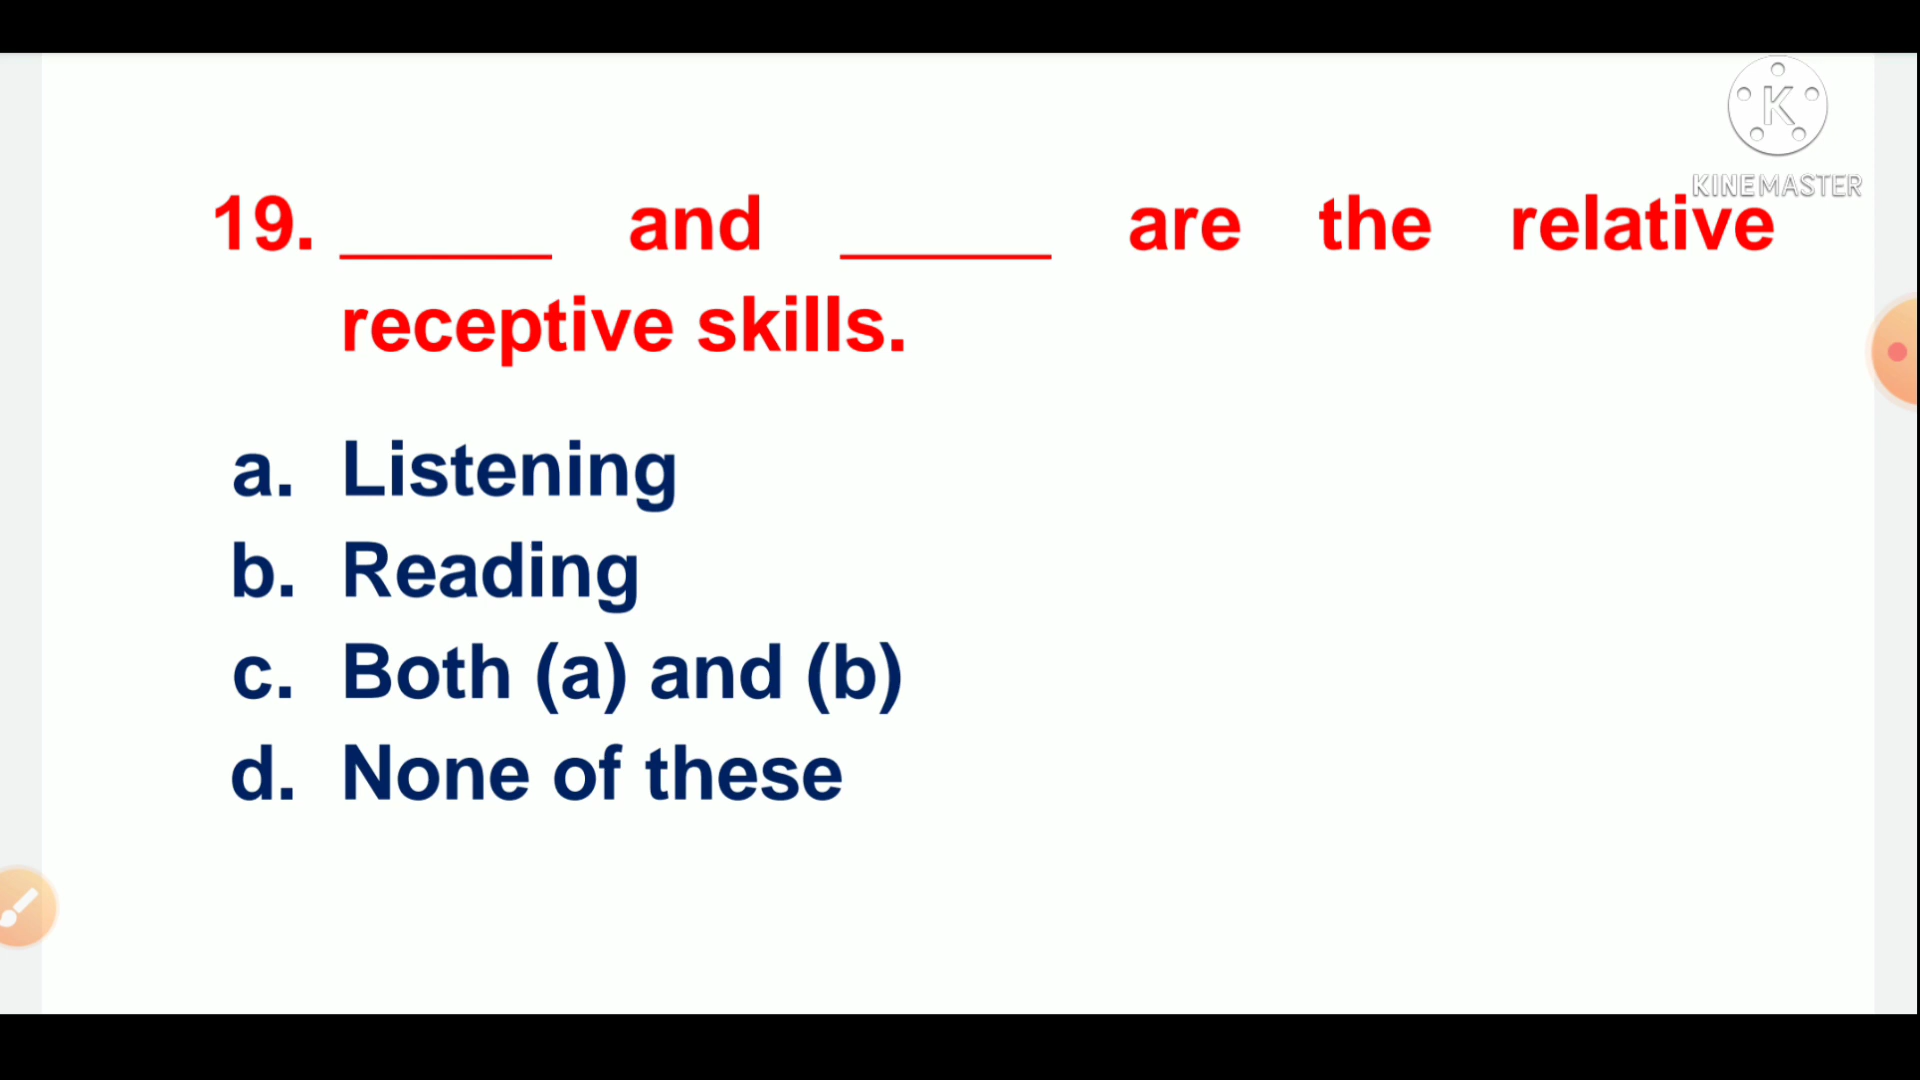 K
KINEMASTER
19. ______ and ______ are the relative
receptive skills.
a. Listening
b. Reading
c. Both (a) and (b)
d. None of these